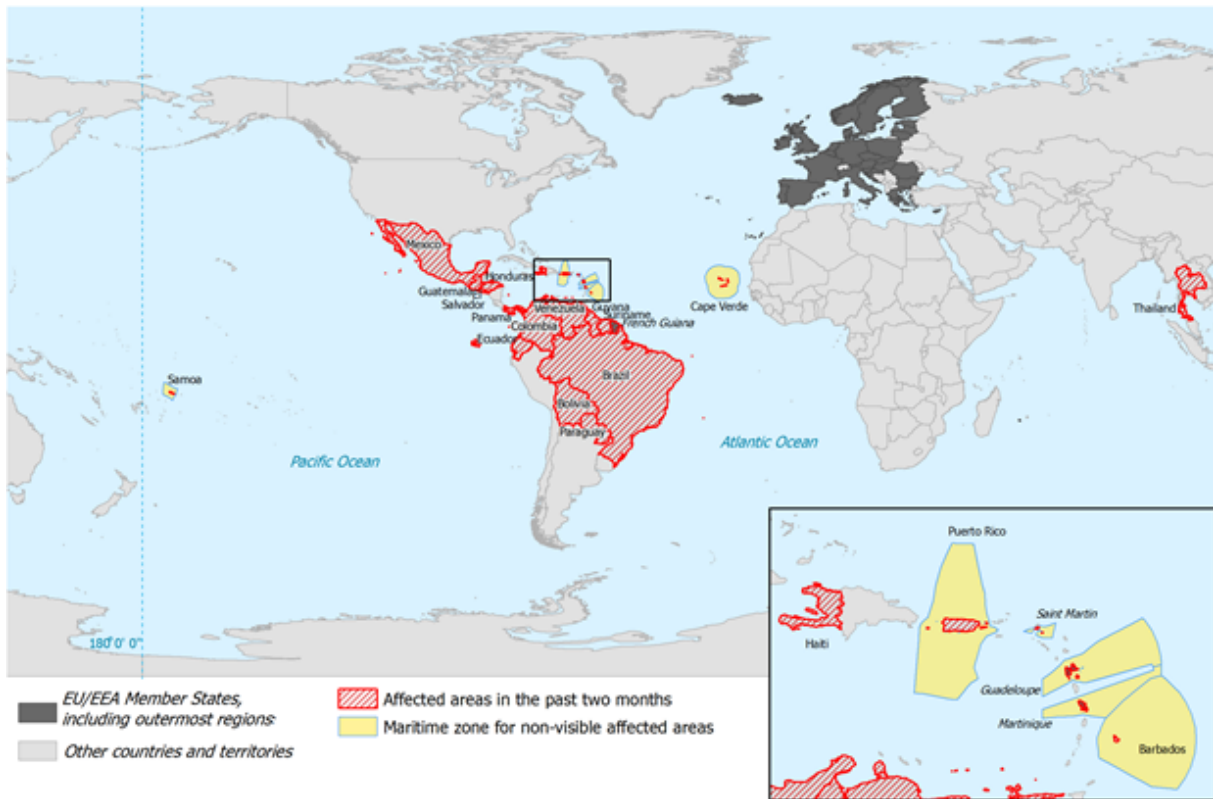 Mexico
Honduras
Guatemala
Salvador
Panama
Venezuela
Guyana
Suriname
French Guiana
Colombia
Ecuador
Brazil
Bolivia
Paraguay
Cape Verde
Thailand
Samoa
Pacific Ocean
Atlantic Ocean
180° 0' 0"
Puerto Rico
Saint Martin
Haiti
Guadeloupe
Martinique
Barbados
EU/EEA Member States,
including outermost regions
Other countries and territories
Affected areas in the past two months
Maritime zone for non-visible affected areas